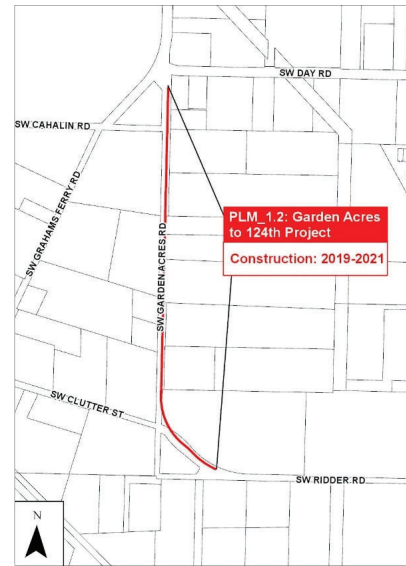 SW DAY RD
SW CAHALIN RD
SW GRAHAMS FERRY RD
PLM_1.2: Garden Acres
to 124th Project
Construction: 2019-2021
SW GARDEN ACRES RD
SW CLUTTER ST
SW RIDDER RD
N